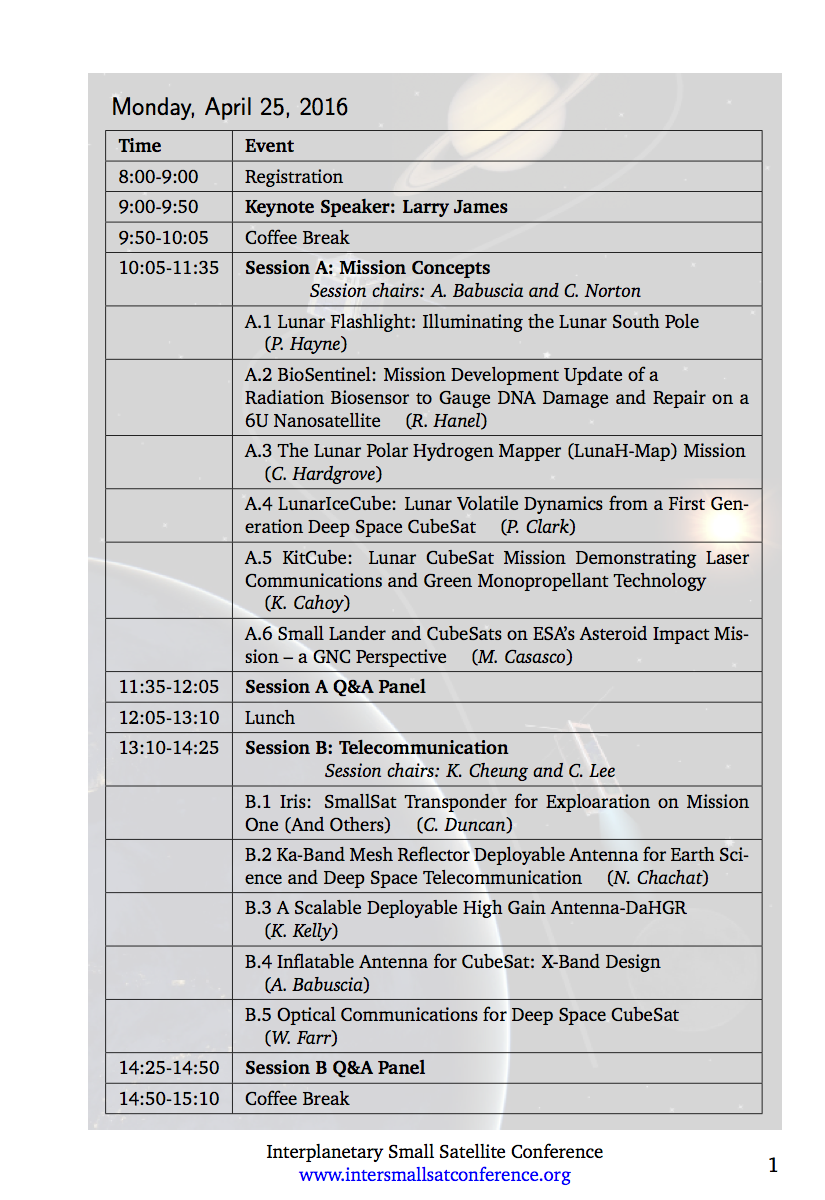 Monday, April 25, 2016
Time Event
8:00-9:00 Registration
9:00-9:50 Keynote Speaker: Larry James
9:50-10:05 Coffee Break
10:05-11:35 Session A: Mission Concepts
Session chairs: A. Babuscia and C. Norton
A.1 Lunar Flashlight: Illuminating the Lunar South Pole
(P. Hayne)
A.2 BioSentinel: Mission Development Update of a
Radiation Biosensor to Gauge DNA Damage and Repair on a
6U Nanosatellite (R. Hanel)
A.3 The Lunar Polar Hydrogen Mapper (LunaH-Map) Mission
(C. Hardgrove)
A.4 LunarIceCube: Lunar Volatile Dynamics from a First Gen-
eration Deep Space CubeSat (P. Clark)
A.5 KitCube: Lunar CubeSat Mission Demonstrating Laser
Communications and Green Monopropellant Technology
(K. Cahoy)
A.6 Small Lander and CubeSats on ESA's Asteroid Impact Mis-
sion – a GNC Perspective (M. Casasco)
11:35-12:05 Session A Q&A Panel
12:05-13:10 Lunch
13:10-14:25 Session B: Telecommunication
Session chairs: K. Cheung and C. Lee
B.1 Iris: SmallSat Transponder for Exploaration on Mission
One (And Others) (C. Duncan)
B.2 Ka-Band Mesh Reflector Deployable Antenna for Earth Sci-
ence and Deep Space Telecommunication (N. Chachat)
B.3 A Scalable Deployable High Gain Antenna-DaHGR
(K. Kelly)
B.4 Inflatable Antenna for CubeSat: X-Band Design
(A. Babuscia)
B.5 Optical Communications for Deep Space CubeSat
(W. Farr)
14:25-14:50 Session B Q&A Panel
14:50-15:10 Coffee Break
Interplanetary Small Satellite Conference
www.intersmallsatconference.org
1